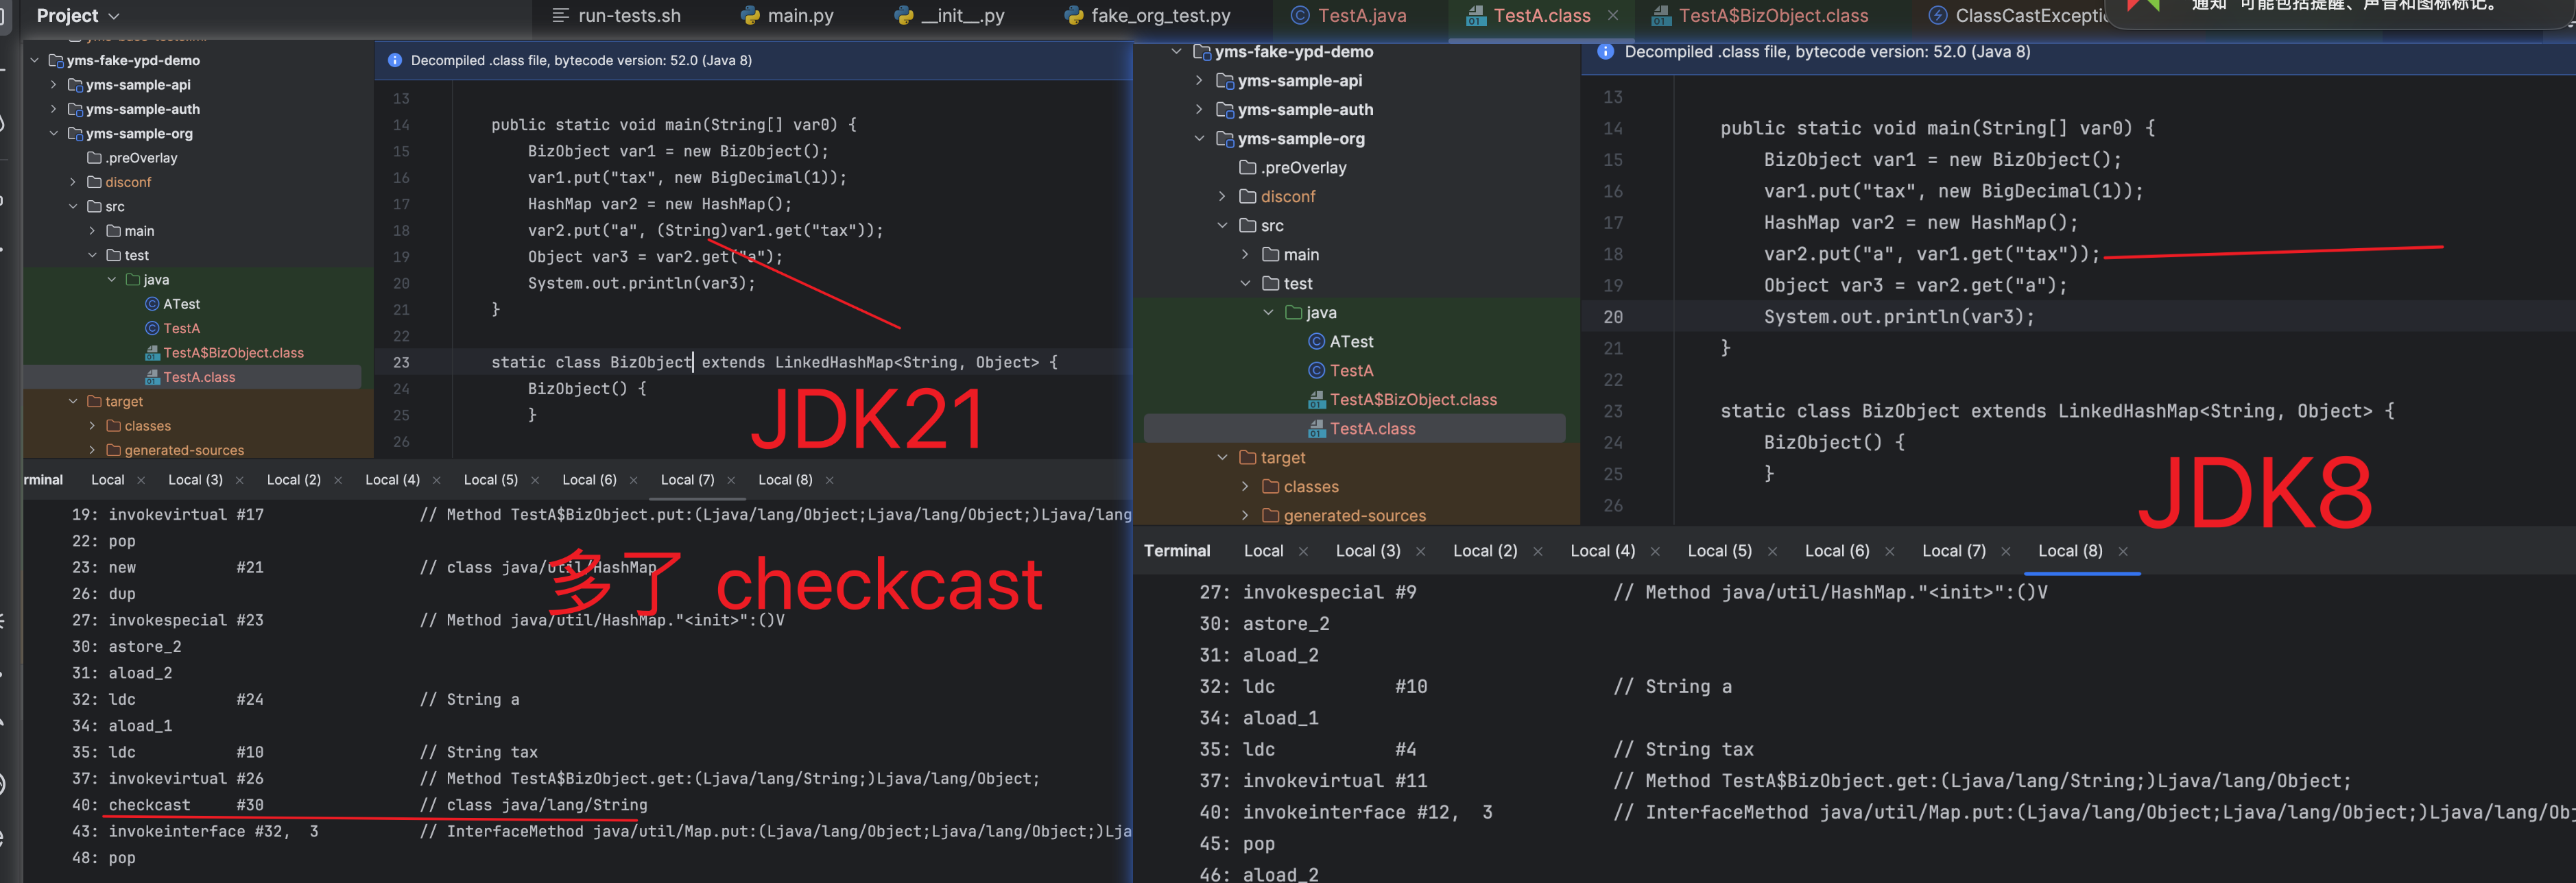 Project
run-tests.sh
main.py
__init__.py
fake_org_test.py
TestA.java
TestA.class
TestA$BizObject.class
ClassCastExceptio
通知”可能包括提醒、声音和图标标记。
yms-fake-ypd-demo
yms-sample-api
yms-sample-auth
yms-sample-org
.preOverlay
disconf
src
main
test
java
ATest
TestA
TestA$BizObject.class
TestA.class
target
classes
generated-sources
Decompiled .class file, bytecode version: 52.0 (Java 8)
13
14 public static void main(String[] var0) {
15 BizObject var1 = new BizObject();
16 var1.put("tax", new BigDecimal(1));
17 HashMap var2 = new HashMap();
18 var2.put("a", (String)var1.get("tax"));
19 Object var3 = var2.get("a");
20 System.out.println(var3);
21 }
22
23 static class BizObject extends LinkedHashMap<String, Object> {
24 BizObject() {
25 }
26
JDK21
rminal
Local
Local (3)
Local (2)
Local (4)
Local (5)
Local (6)
Local (7)
Local (8)
19: invokevirtual #17 // Method TestA$BizObject.put:(Ljava/lang/Object;Ljava/lang/Object;)Ljava/lang
22: pop
23: new #21 // class java/util/HashMap
26: dup
27: invokespecial #23 // Method java/util/HashMap."<init>":()V
30: astore_2
31: aload_2
32: ldc #24 // String a
34: aload_1
35: ldc #10 // String tax
37: invokevirtual #26 // Method TestA$BizObject.get:(Ljava/lang/String;)Ljava/lang/Object;
40: checkcast #30 // class java/lang/String
43: invokeinterface #32, 3 // InterfaceMethod java/util/Map.put:(Ljava/lang/Object;Ljava/lang/Object;)Lja
48: pop
多了 checkcast
yms-fake-ypd-demo
yms-sample-api
yms-sample-auth
yms-sample-org
.preOverlay
disconf
src
main
test
java
ATest
TestA
TestA$BizObject.class
TestA.class
target
classes
generated-sources
Decompiled .class file, bytecode version: 52.0 (Java 8)
13
14 public static void main(String[] var0) {
15 BizObject var1 = new BizObject();
16 var1.put("tax", new BigDecimal(1));
17 HashMap var2 = new HashMap();
18 var2.put("a", var1.get("tax"));
19 Object var3 = var2.get("a");
20 System.out.println(var3);
21 }
22
23 static class BizObject extends LinkedHashMap<String, Object> {
24 BizObject() {
25 }
26
JDK8
Terminal
Local
Local (3)
Local (2)
Local (4)
Local (5)
Local (6)
Local (7)
Local (8)
27: invokespecial #9 // Method java/util/HashMap."<init>":()V
30: astore_2
31: aload_2
32: ldc #10 // String a
34: aload_1
35: ldc #4 // String tax
37: invokevirtual #11 // Method TestA$BizObject.get:(Ljava/lang/String;)Ljava/lang/Object;
40: invokeinterface #12, 3 // InterfaceMethod java/util/Map.put:(Ljava/lang/Object;Ljava/lang/Object;)Ljava/lang/Obj
45: pop
46: aload_2